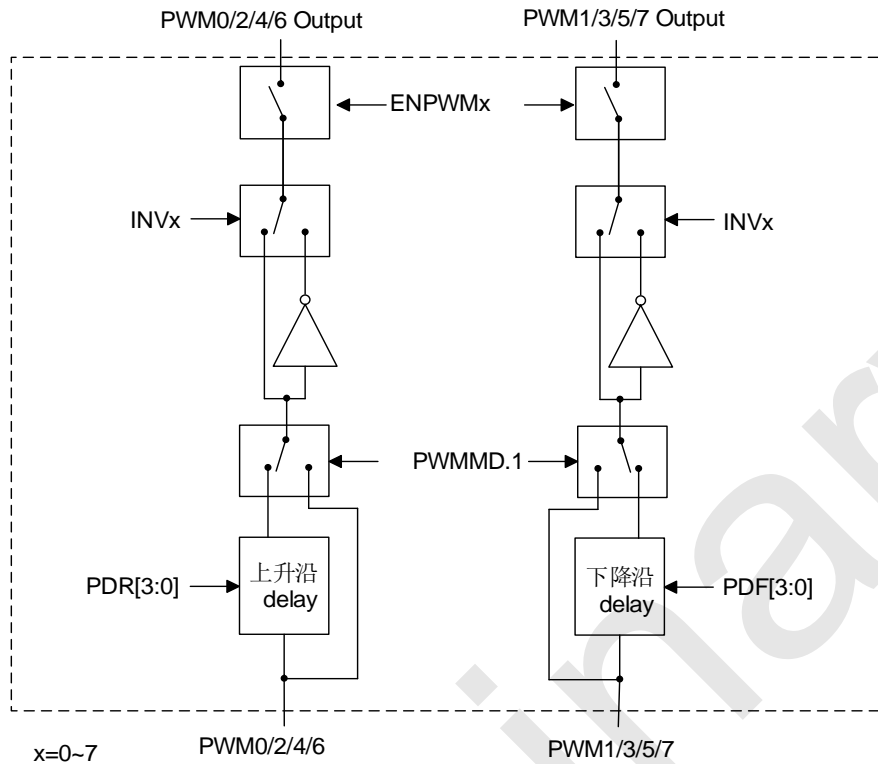 PWM0/2/4/6 Output
PWM1/3/5/7 Output
ENPWMx
INVx
INVx
PWMMD.1
PDR[3:0]
上升沿
delay
下降沿
delay
PDF[3:0]
x=0~7
PWM0/2/4/6
PWM1/3/5/7